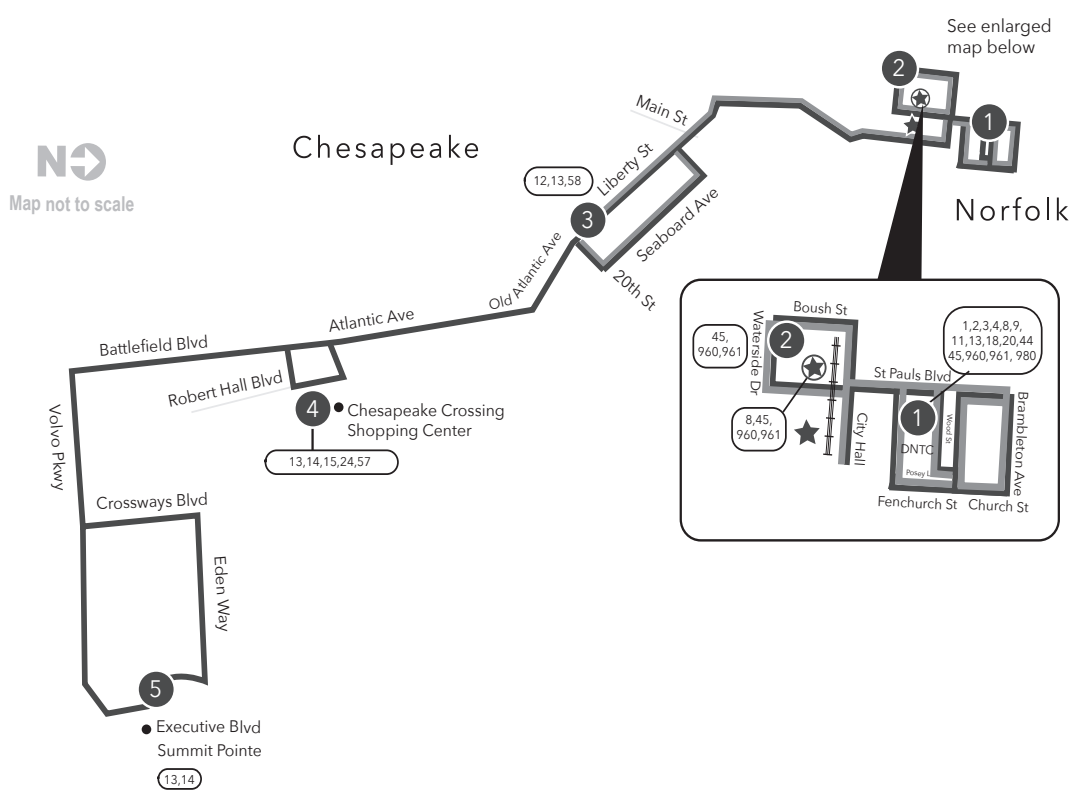 See enlarged
map below
2
1
Main St
Chesapeake
N
Map not to scale
12,13,58
Liberty St
3
Seaboard Ave
Norfolk
Old Atlantic Ave
20th St
Atlantic Ave
Battlefield Blvd
Robert Hall Blvd
4
Chesapeake Crossing
Shopping Center
13,14,15,24,57
Volvo Pkwy
Crossways Blvd
Eden Way
5
Executive Blvd
Summit Pointe
13,14
Boush St
Waterside Dr
45,
960,961
2
1,2,3,4,8,9,
11,13,18,20,44
45,960,961, 980
St Pauls Blvd
8,45,
960,961
City Hall
1
DNTC
Wood St
Posey L
Brambleton Ave
Fenchurch St
Church St